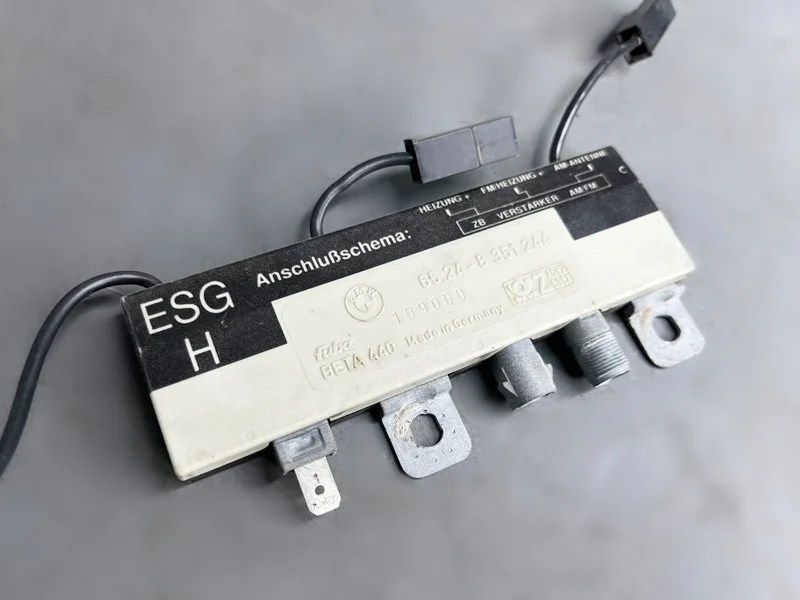 ESG
H
Anschlußschema:
HEIZUNG + FM-HEIZUNG + AM-ANTENNE
ZB VERSTÄRKER AM/FM
C
BMW
65.24-8 351 244
109000
fuba
BETA 440 Made in Germany